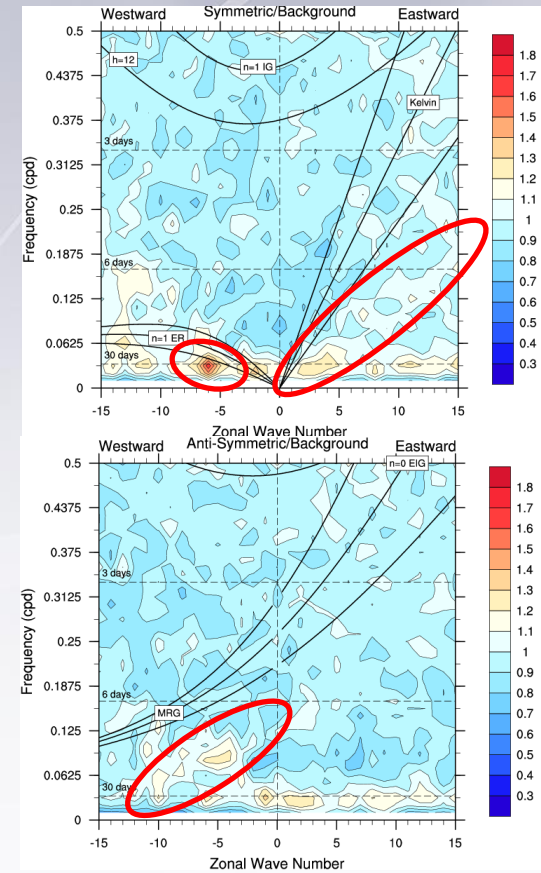 Symmetric/Background
Westward Eastward
0.5
h=12
n=1 IG
0.4375
Kelvin
0.375
3 days
0.3125
0.25
0.1875
6 days
0.125
n=1 ER
0.0625
30 days
0
-15 -10 -5 0 5 10 15
Zonal Wave Number
Frequency (cpd)
1.8
1.7
1.6
1.5
1.4
1.3
1.2
1.1
1
0.9
0.8
0.7
0.6
0.5
0.4
0.3
Anti-Symmetric/Background
Westward Eastward
0.5
n=0 EIG
0.4375
0.375
3 days
0.3125
0.25
0.1875
6 days
MRG
0.125
0.0625
30 days
0
-15 -10 -5 0 5 10 15
Zonal Wave Number
Frequency (cpd)
1.8
1.7
1.6
1.5
1.4
1.3
1.2
1.1
1
0.9
0.8
0.7
0.6
0.5
0.4
0.3